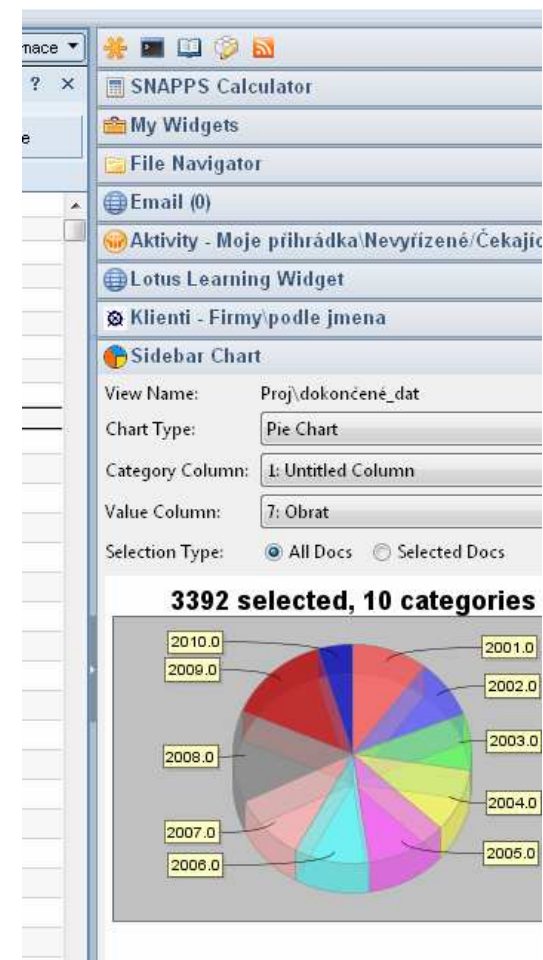 nace
? ×
e
SNAPPS Calculator
My Widgets
File Navigator
Email (0)
Aktivity - Moje přihrádka\Nevyřízené/Čekajíc
Lotus Learning Widget
Klienti - Firmy\podle jmena
Sidebar Chart
View Name: Proj\dokončené_dat
Chart Type: Pie Chart
Category Column: 1: Untitled Column
Value Column: 7: Obrat
Selection Type: All Docs Selected Docs
3392 selected, 10 categories
2010.0 2001.0
2009.0 2002.0
2008.0 2003.0
2004.0
2007.0 2005.0
2006.0